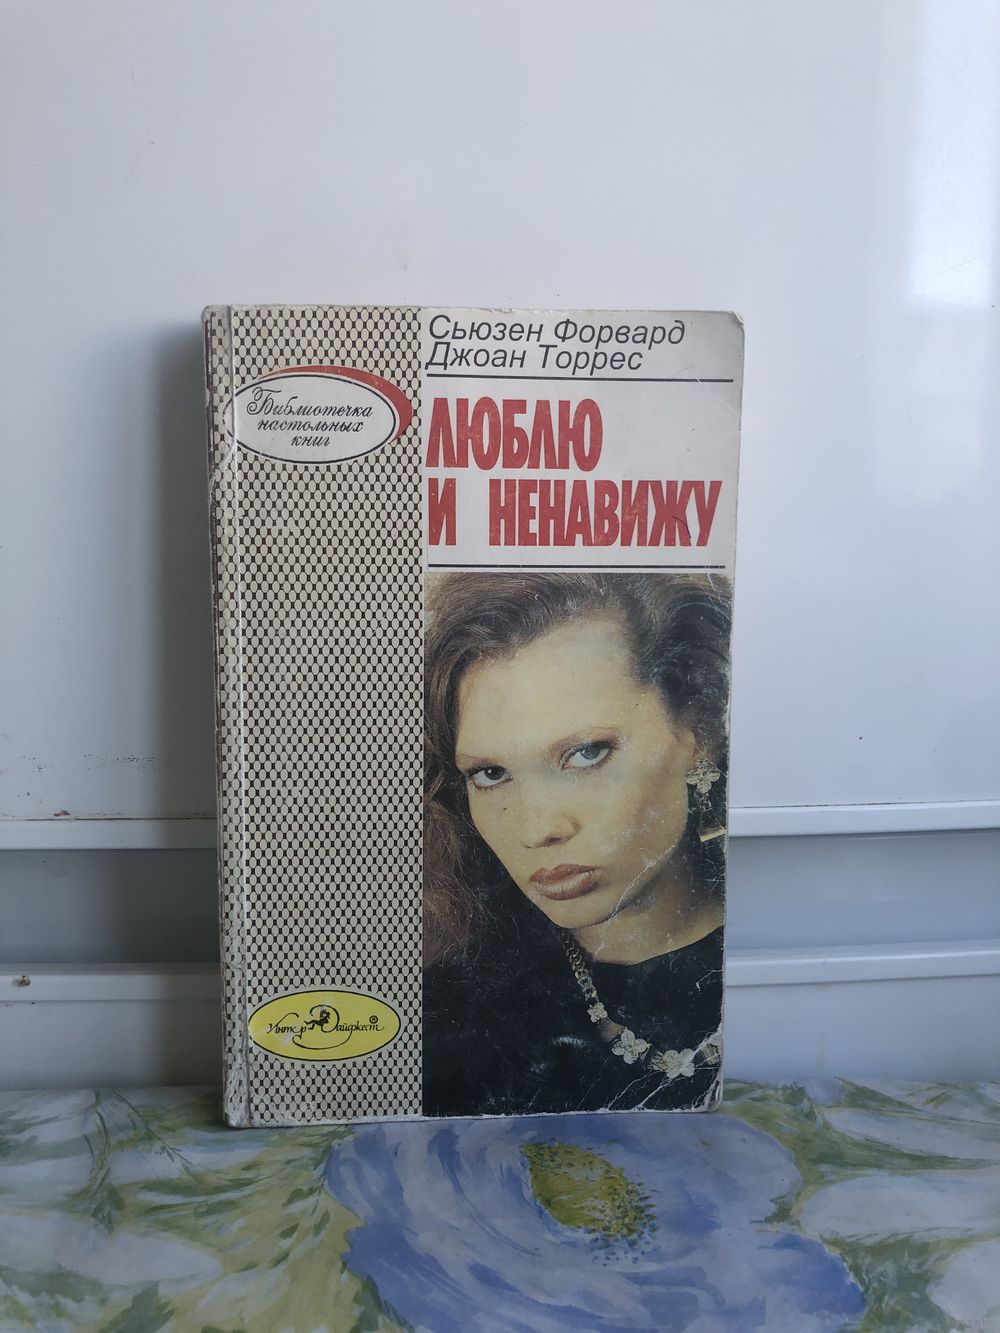 Сьюзен Форвард
Джоан Торрес
Библиотечка
настольных
книг
ЛЮБЛЮ
И НЕНАВИЖУ
Интер Дайджест®